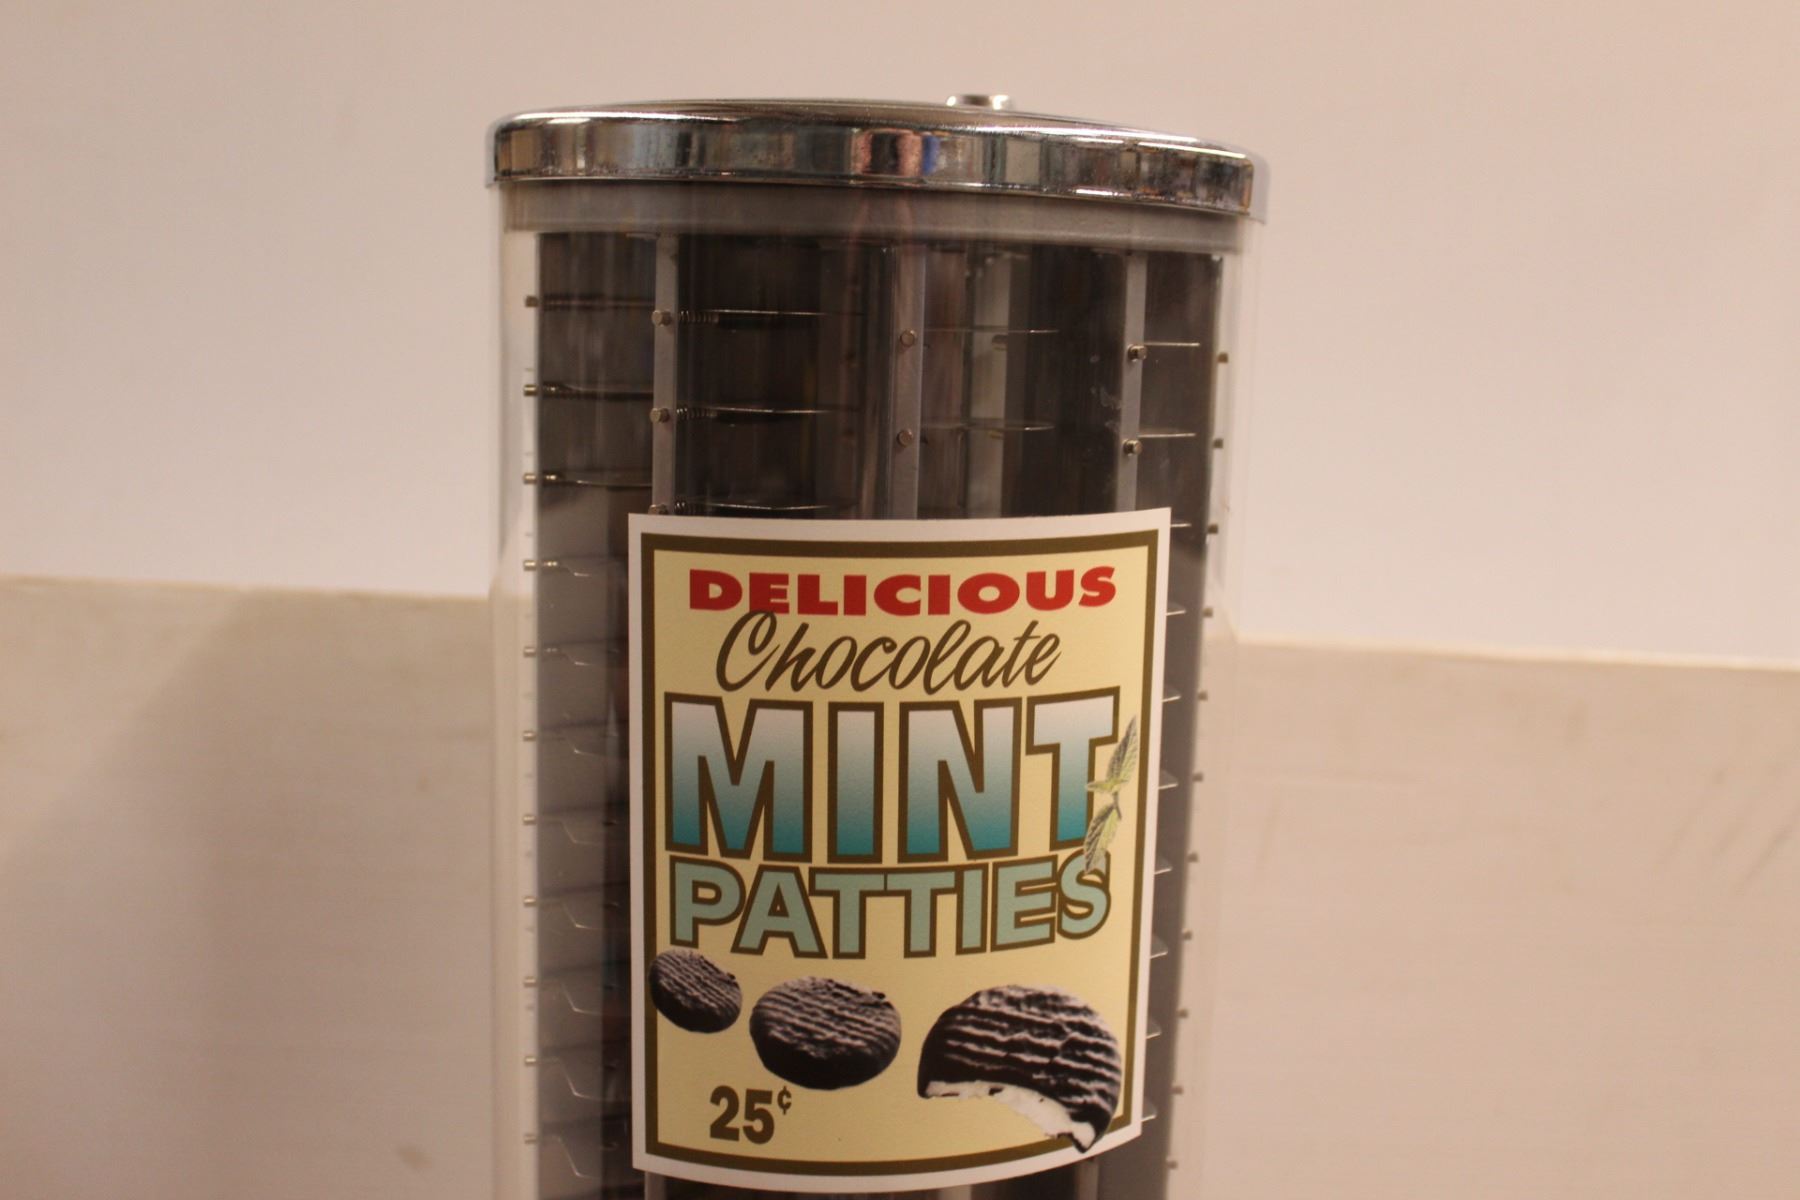 DELICIOUS
Chocolate
MINT
PATTIES
25¢